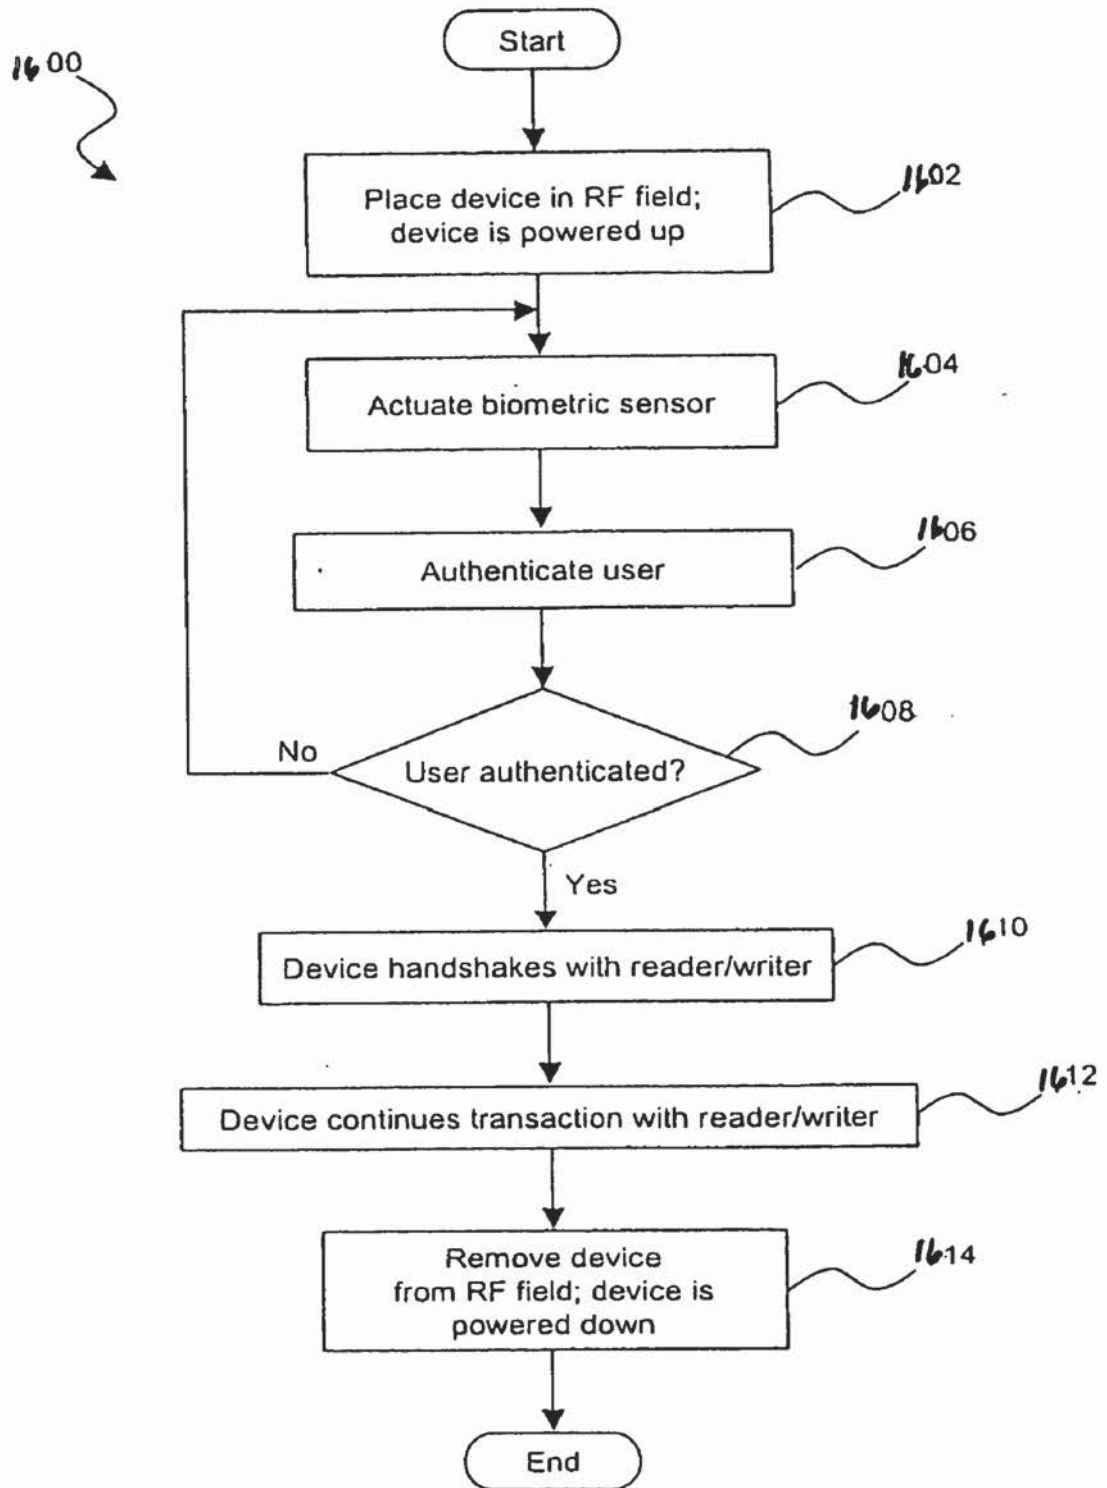 Start
1600
Place device in RF field;
device is powered up
1602
Actuate biometric sensor
1604
Authenticate user
1606
User authenticated?
1608
No
Yes
Device handshakes with reader/writer
1610
Device continues transaction with reader/writer
1612
Remove device
from RF field; device is
powered down
1614
End